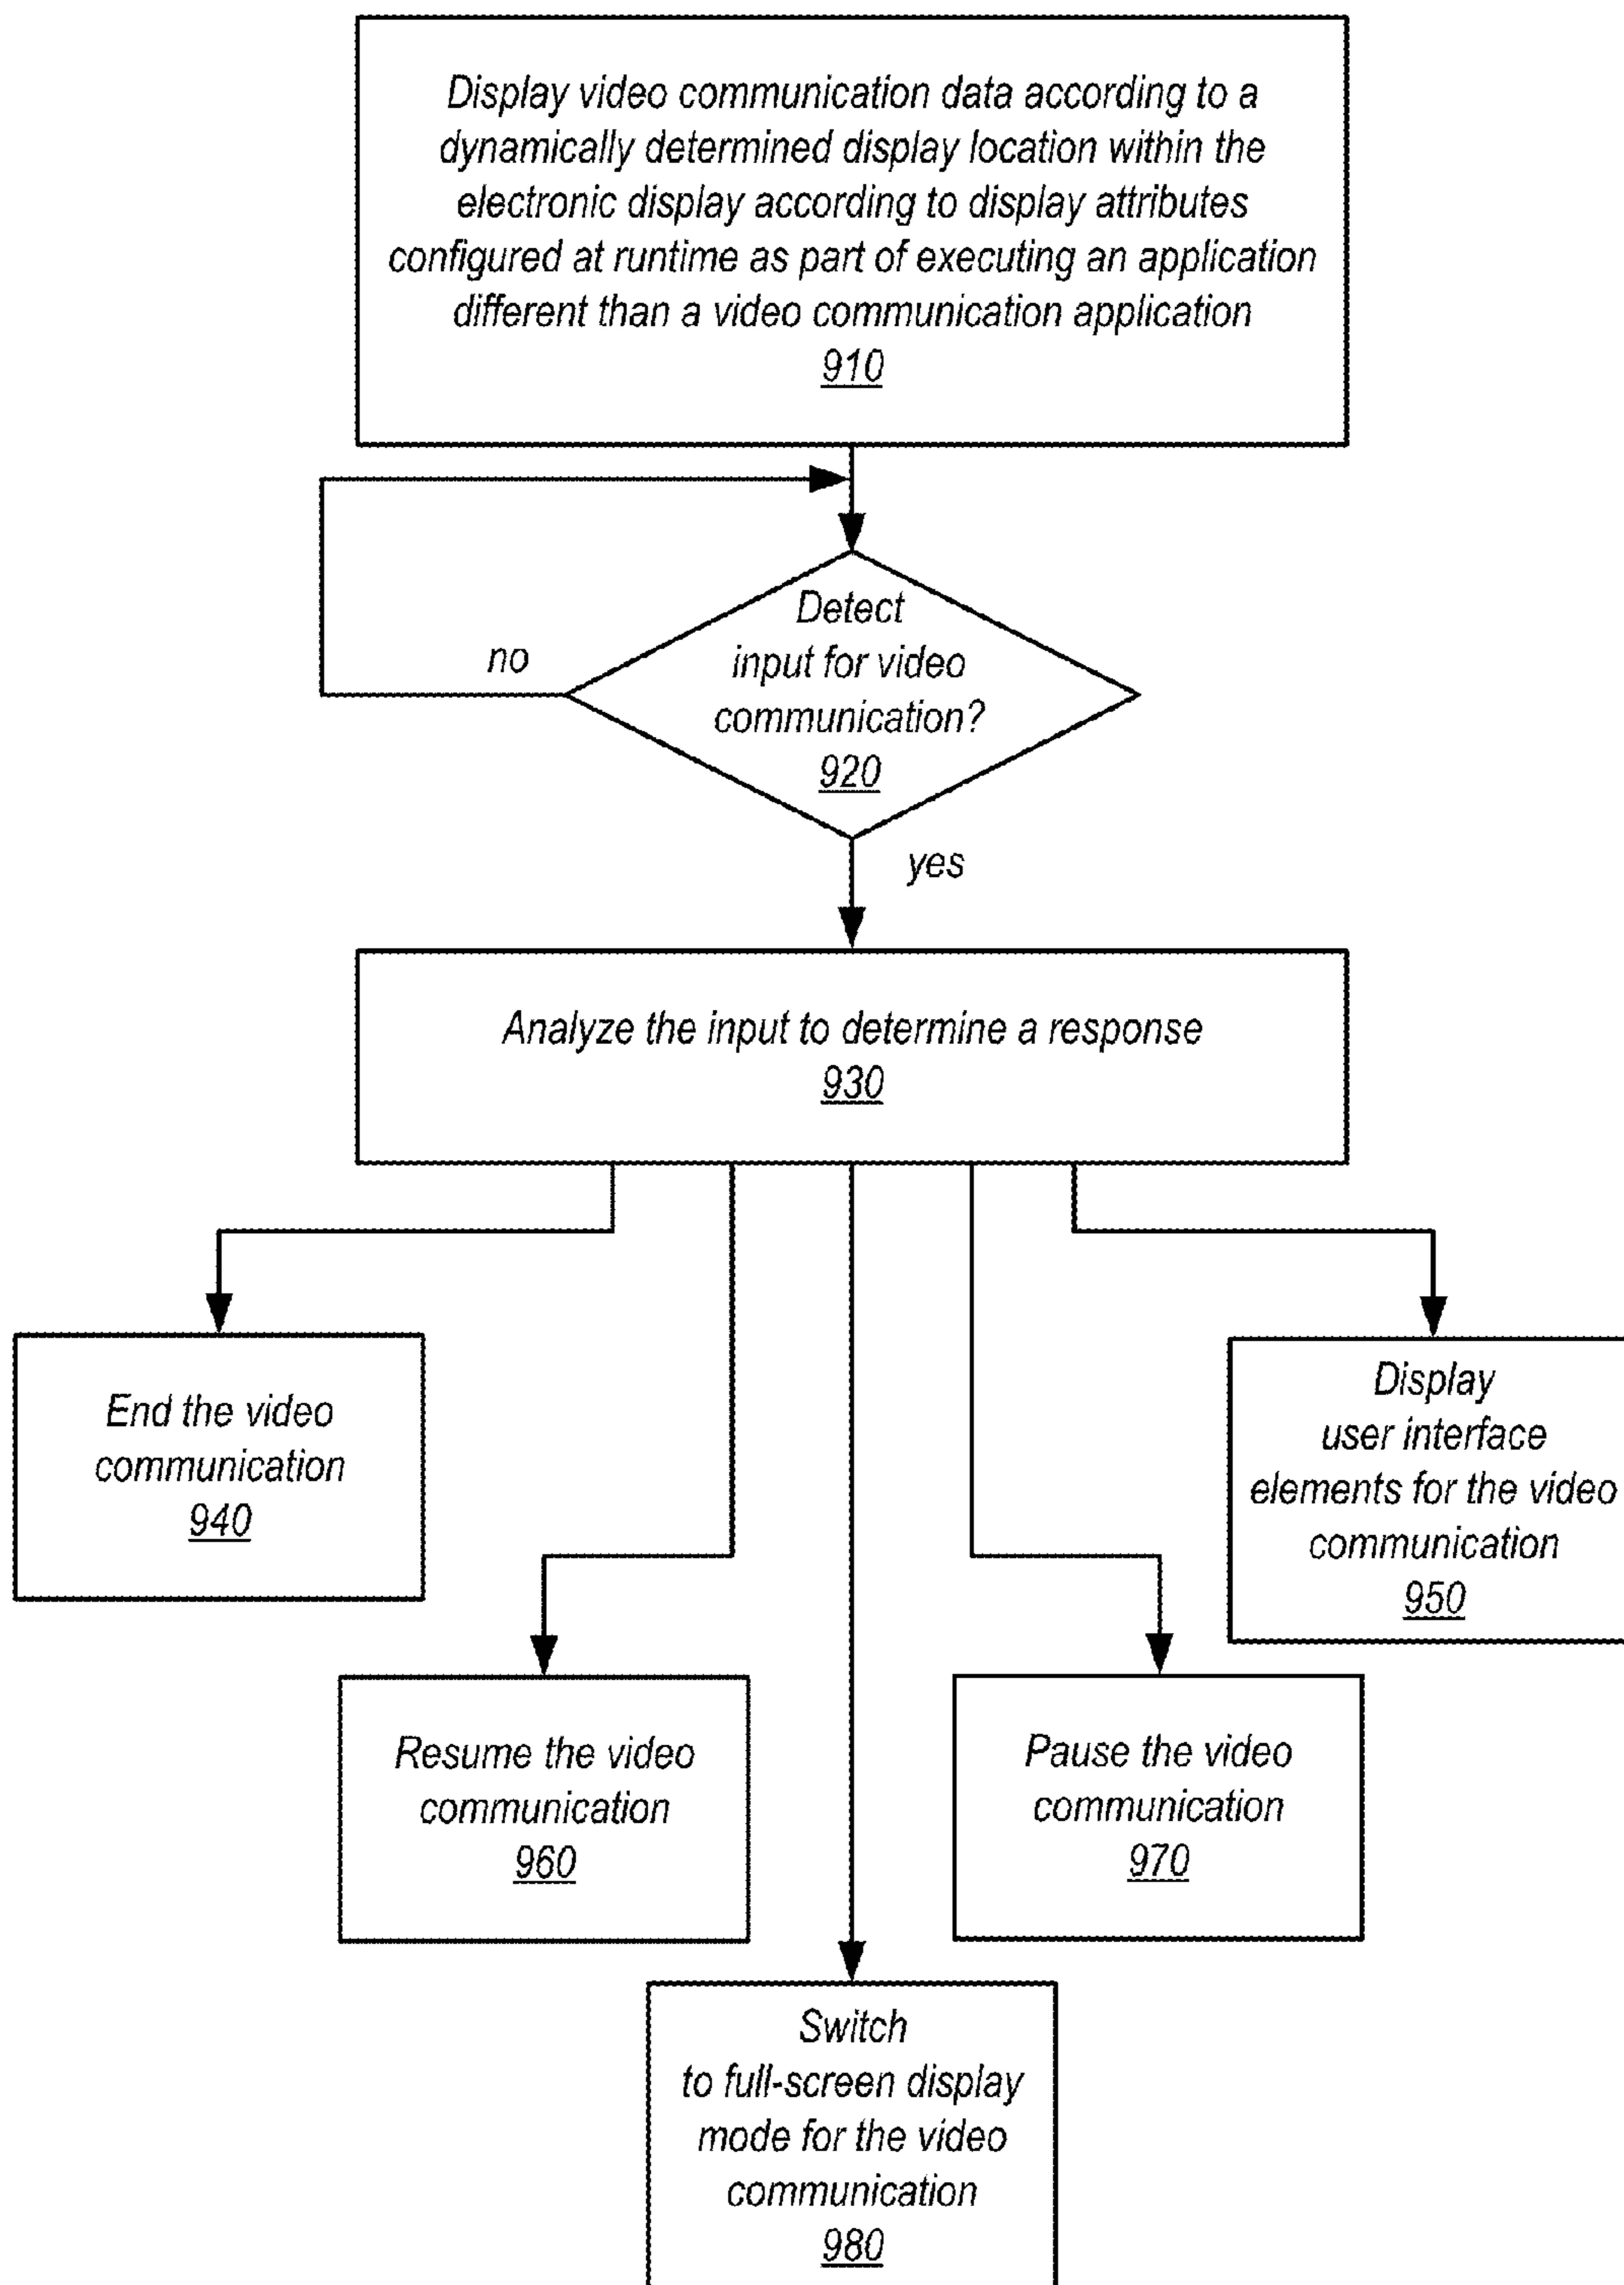 Display video communication data according to a
dynamically determined display location within the
electronic display according to display attributes
configured at runtime as part of executing an application
different than a video communication application
910
Detect
input for video
communication?
920
no
yes
Analyze the input to determine a response
930
End the video
communication
940
Display
user interface
elements for the video
communication
950
Resume the video
communication
960
Pause the video
communication
970
Switch
to full-screen display
mode for the video
communication
980